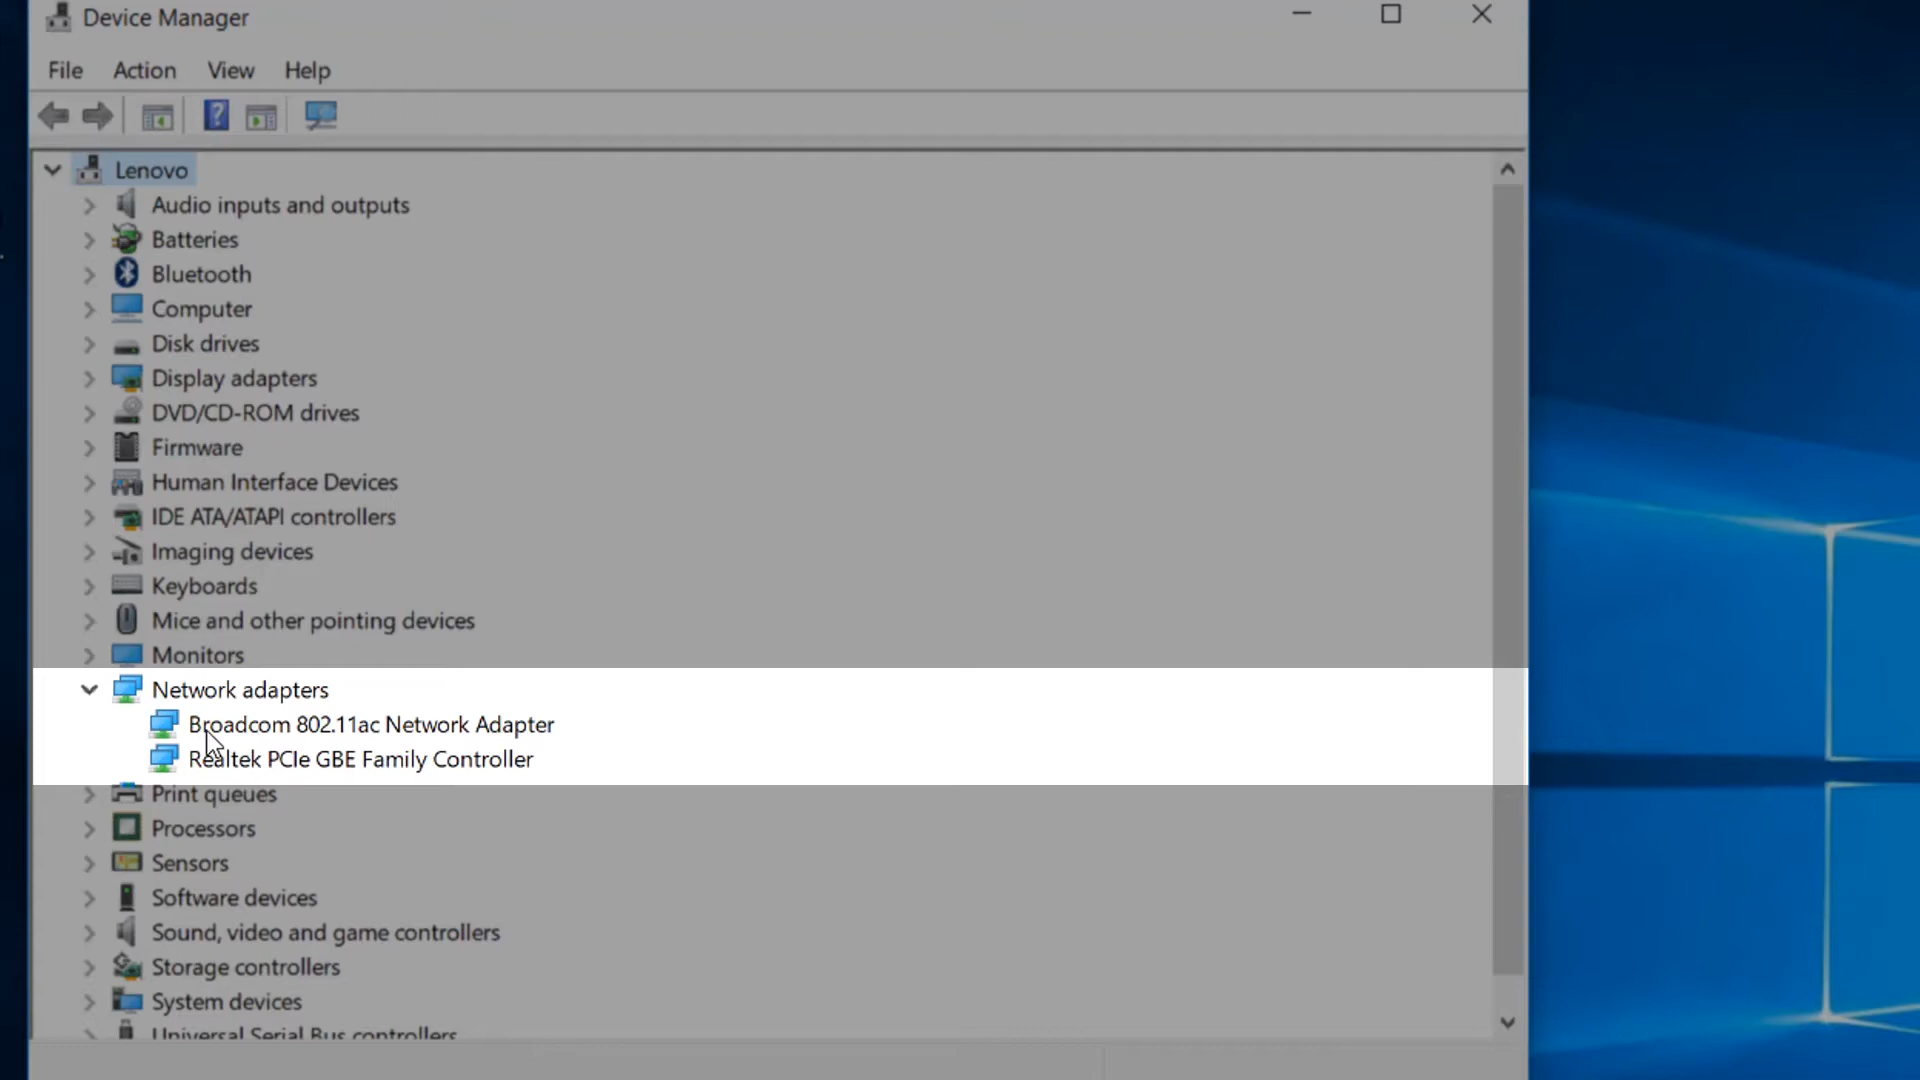 Device Manager
File Action View Help
Lenovo
Audio inputs and outputs
Batteries
Bluetooth
Computer
Disk drives
Display adapters
DVD/CD-ROM drives
Firmware
Human Interface Devices
IDE ATA/ATAPI controllers
Imaging devices
Keyboards
Mice and other pointing devices
Monitors
Network adapters
Broadcom 802.11ac Network Adapter
Realtek PCIe GBE Family Controller
Print queues
Processors
Sensors
Software devices
Sound, video and game controllers
Storage controllers
System devices
Universal Serial Bus controllers